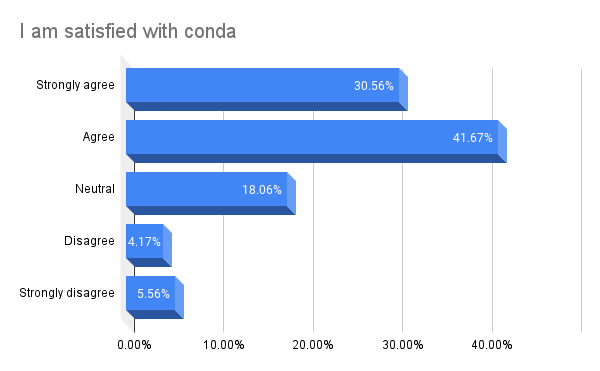 I am satisfied with conda
Strongly agree
30.56%
Agree
41.67%
Neutral
18.06%
Disagree
4.17%
Strongly disagree
5.56%
0.00%
10.00%
20.00%
30.00%
40.00%